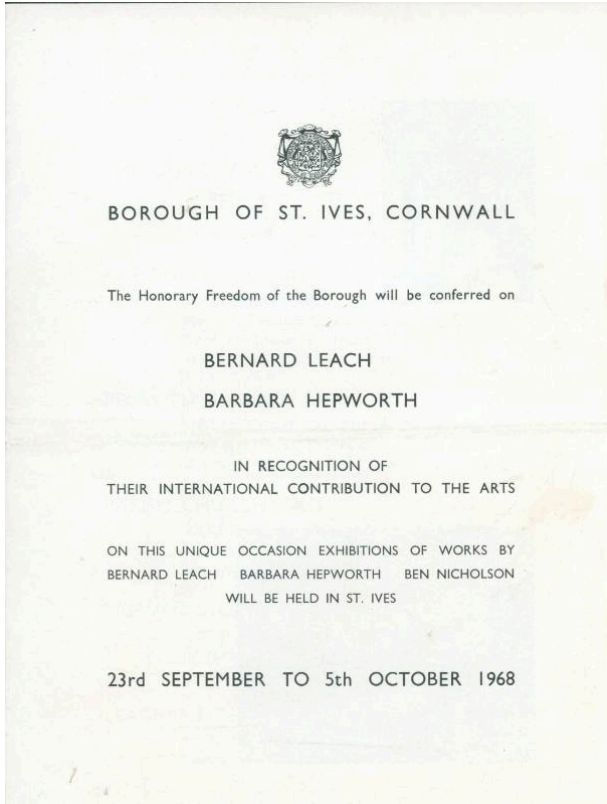 BOROUGH OF ST. IVES, CORNWALL
The Honorary Freedom of the Borough will be conferred on
BERNARD LEACH
BARBARA HEPWORTH
IN RECOGNITION OF
THEIR INTERNATIONAL CONTRIBUTION TO THE ARTS
ON THIS UNIQUE OCCASION EXHIBITIONS OF WORKS BY
BERNARD LEACH BARBARA HEPWORTH BEN NICHOLSON
WILL BE HELD IN ST. IVES
23rd SEPTEMBER TO 5th OCTOBER 1968